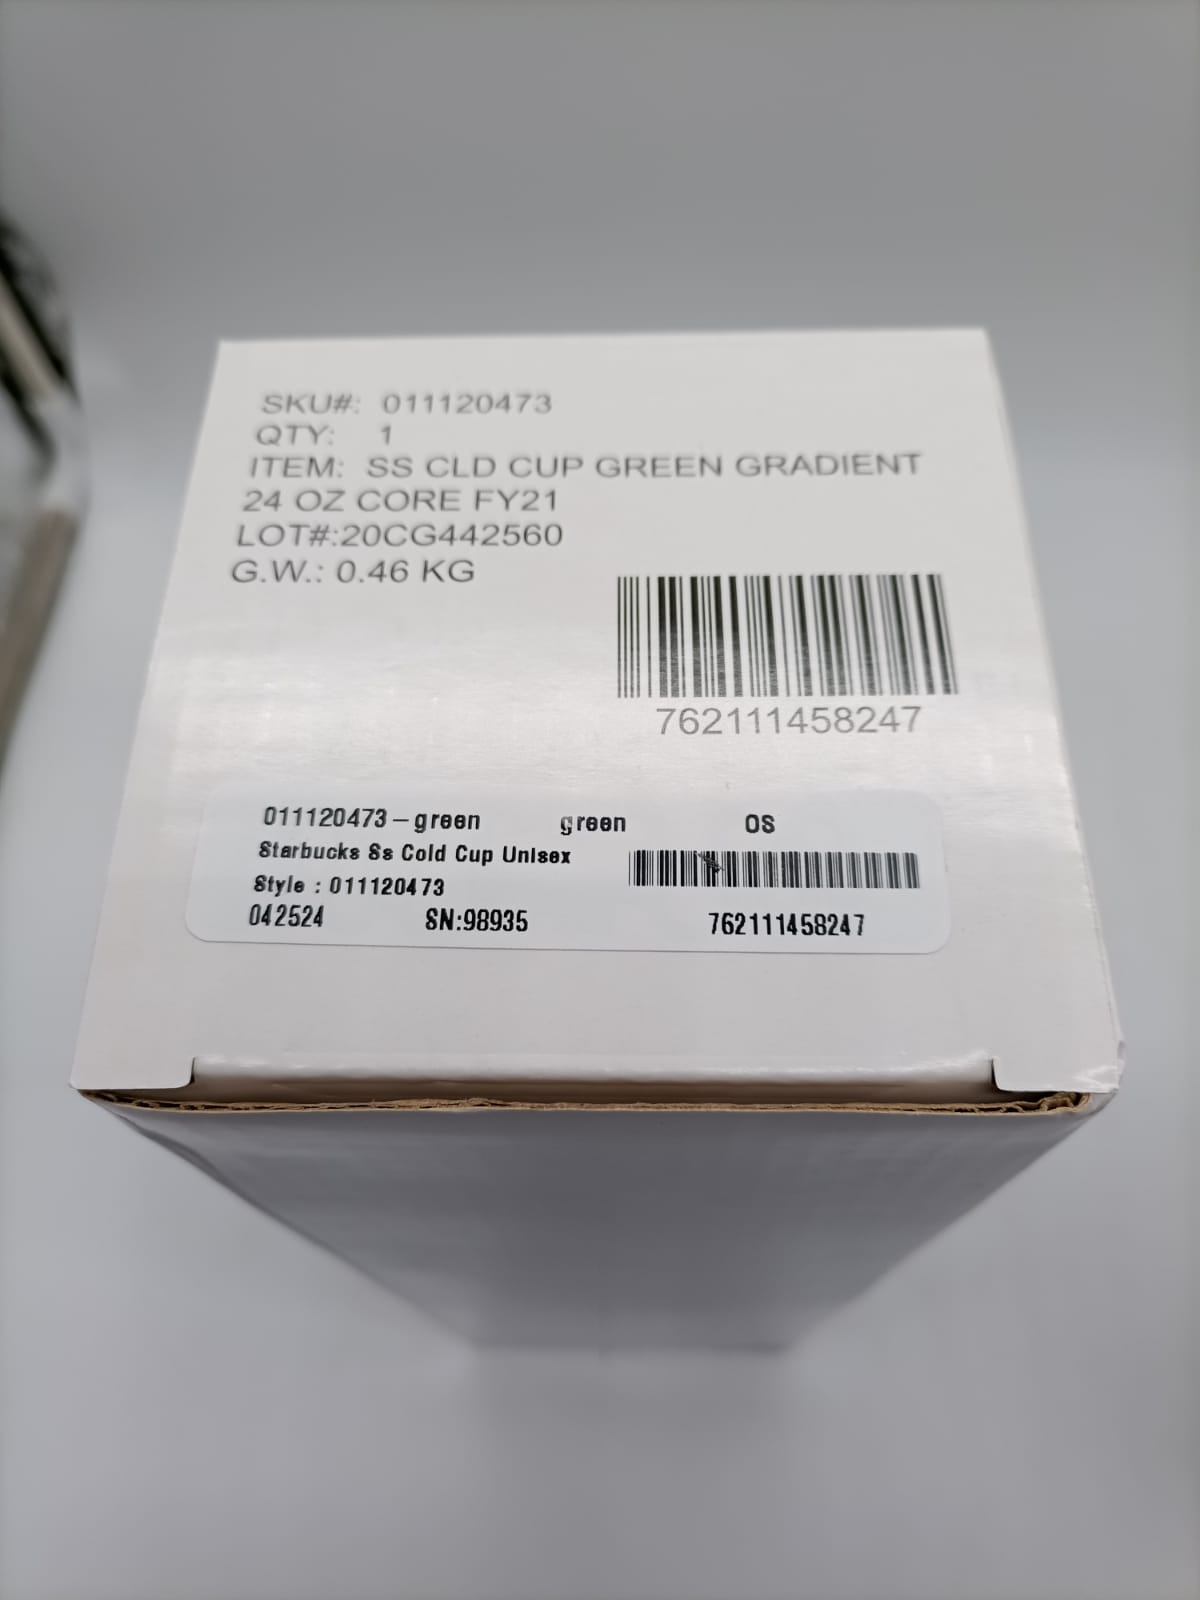 SKU#: 011120473
QTY: 1
ITEM: SS CLD CUP GREEN GRADIENT
24 OZ CORE FY21
LOT#:20CG442560
G.W.: 0.46 KG
762111458247
011120473-green green OS
Starbucks Ss Cold Cup Unisex
Style : 011120473
042524 SN:98935 762111458247